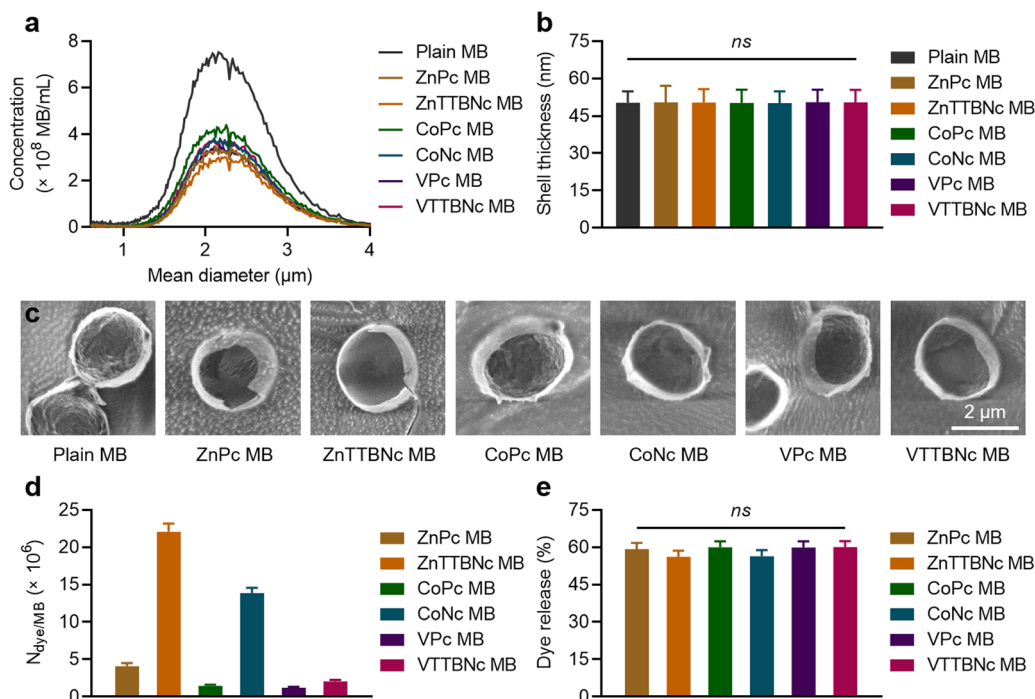 a
8
6
4
2
0
Concentration
(× 10⁸ MB/mL)
1
2
3
4
Mean diameter (µm)
Plain MB
ZnPc MB
ZnTTBNc MB
CoPc MB
CoNc MB
VPc MB
VTTBNc MB
b
75
60
45
30
15
0
Shell thickness (nm)
ns
Plain MB
ZnPc MB
ZnTTBNc MB
CoPc MB
CoNc MB
VPc MB
VTTBNc MB
c
2 µm
Plain MB
ZnPc MB
ZnTTBNc MB
CoPc MB
CoNc MB
VPc MB
VTTBNc MB
d
25
20
15
10
5
0
N dye/MB (× 10⁶)
ZnPc MB
ZnTTBNc MB
CoPc MB
CoNc MB
VPc MB
VTTBNc MB
e
75
60
45
30
15
0
Dye release (%)
ns
ZnPc MB
ZnTTBNc MB
CoPc MB
CoNc MB
VPc MB
VTTBNc MB